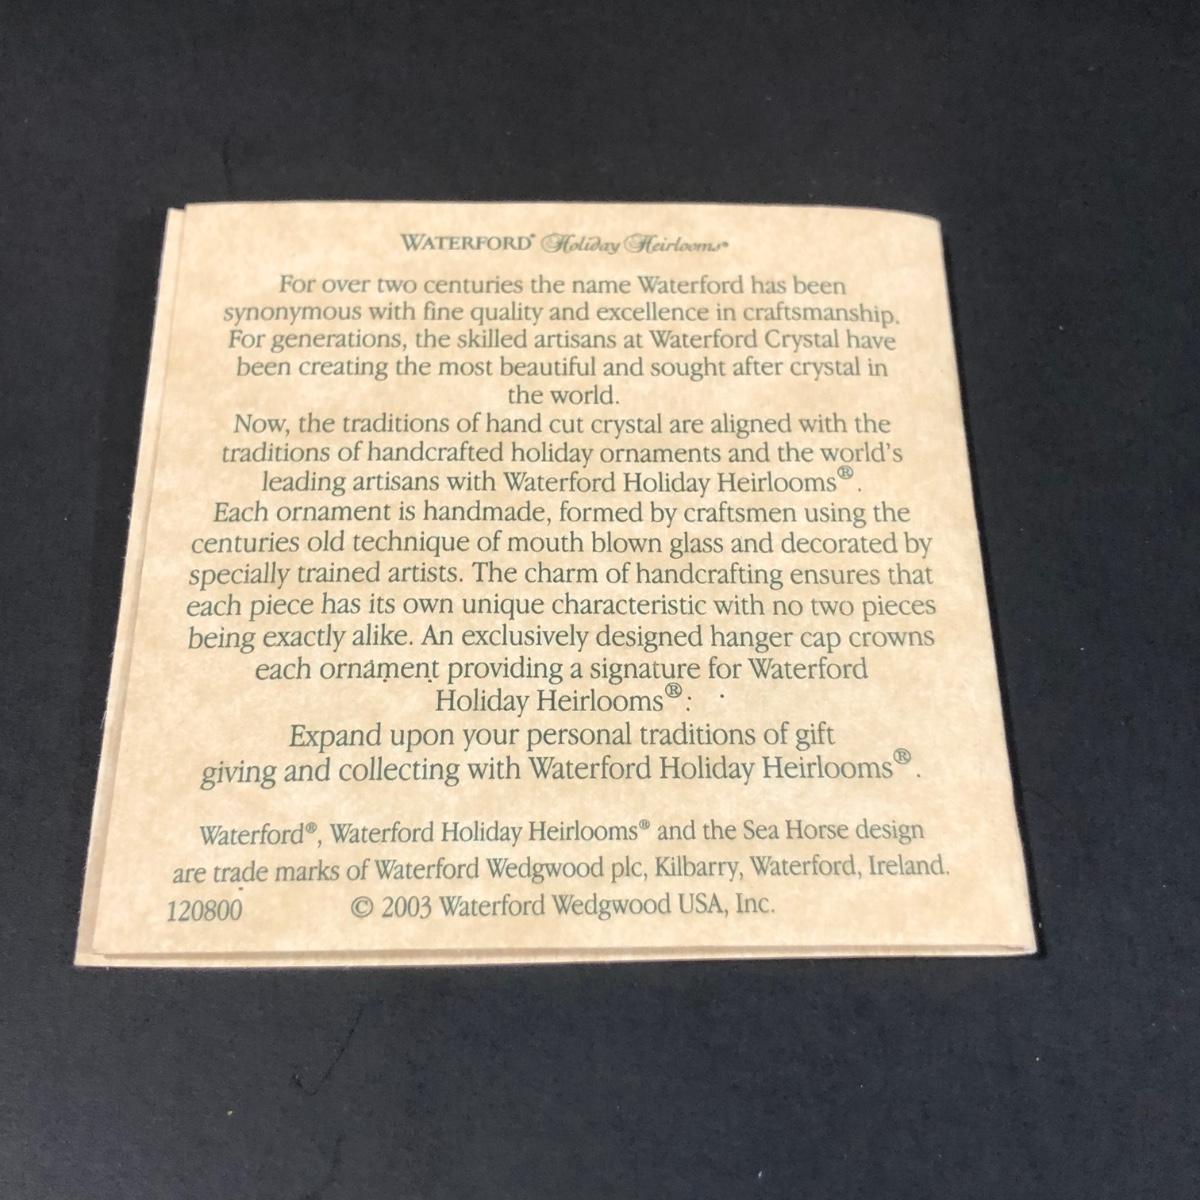 WATERFORD® Holiday Heirlooms®
For over two centuries the name Waterford has been
synonymous with fine quality and excellence in craftsmanship.
For generations, the skilled artisans at Waterford Crystal have
been creating the most beautiful and sought after crystal in
the world.
Now, the traditions of hand cut crystal are aligned with the
traditions of handcrafted holiday ornaments and the world's
leading artisans with Waterford Holiday Heirlooms®.
Each ornament is handmade, formed by craftsmen using the
centuries old technique of mouth blown glass and decorated by
specially trained artists. The charm of handcrafting ensures that
each piece has its own unique characteristic with no two pieces
being exactly alike. An exclusively designed hanger cap crowns
each ornament providing a signature for Waterford
Holiday Heirlooms®.
Expand upon your personal traditions of gift
giving and collecting with Waterford Holiday Heirlooms®.
Waterford®, Waterford Holiday Heirlooms® and the Sea Horse design
are trade marks of Waterford Wedgwood plc, Kilbarry, Waterford, Ireland.
120800 © 2003 Waterford Wedgwood USA, Inc.